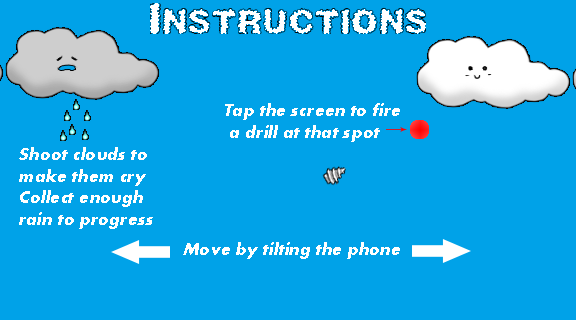 Instructions
Tap the screen to fire
a drill at that spot
Shoot clouds to
make them cry
Collect enough
rain to progress
Move by tilting the phone